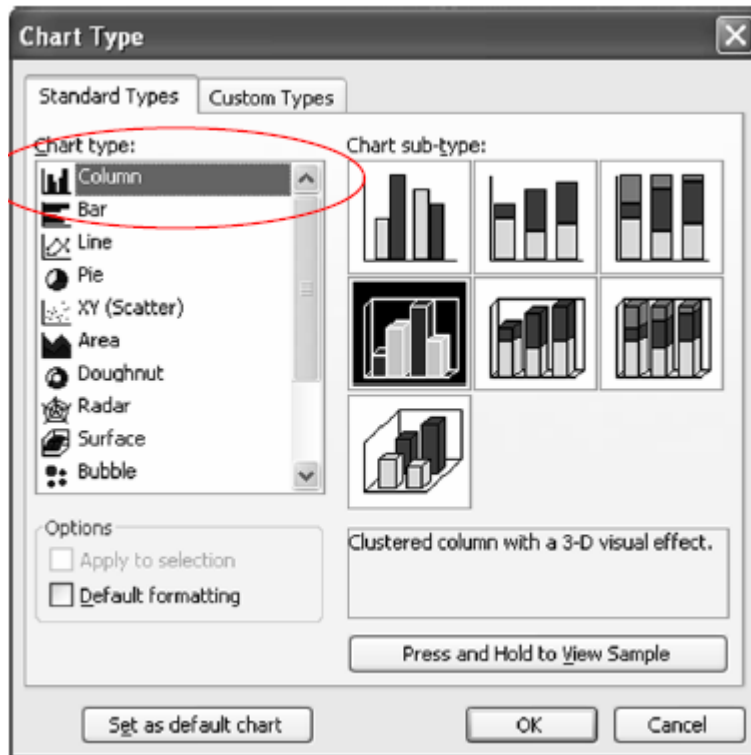 Chart Type
Standard Types
Custom Types
Chart type:
Column
Bar
Line
Pie
XY (Scatter)
Area
Doughnut
Radar
Surface
Bubble
Chart sub-type:
Options
Apply to selection
Default formatting
Clustered column with a 3-D visual effect.
Press and Hold to View Sample
Set as default chart
OK
Cancel